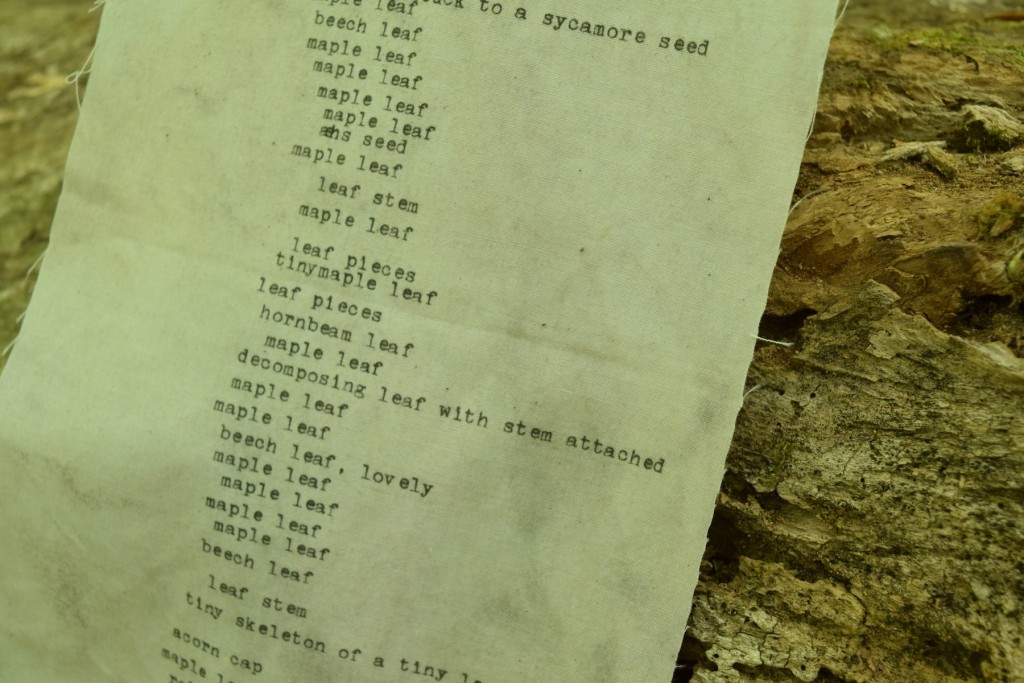 to a sycamore seed
leaf
beech leaf
maple leaf
maple leaf
maple leaf
maple leaf
ahs seed
maple leaf
leaf stem
maple leaf
leaf pieces
tinymaple leaf
leaf pieces
hornbeam leaf
maple leaf
decomposing leaf with stem attached
maple leaf
maple leaf
beech leaf, lovely
maple leaf
maple leaf
maple leaf
maple leaf
beech leaf
leaf stem
tiny skeleton of a tiny
acorn cap
maple